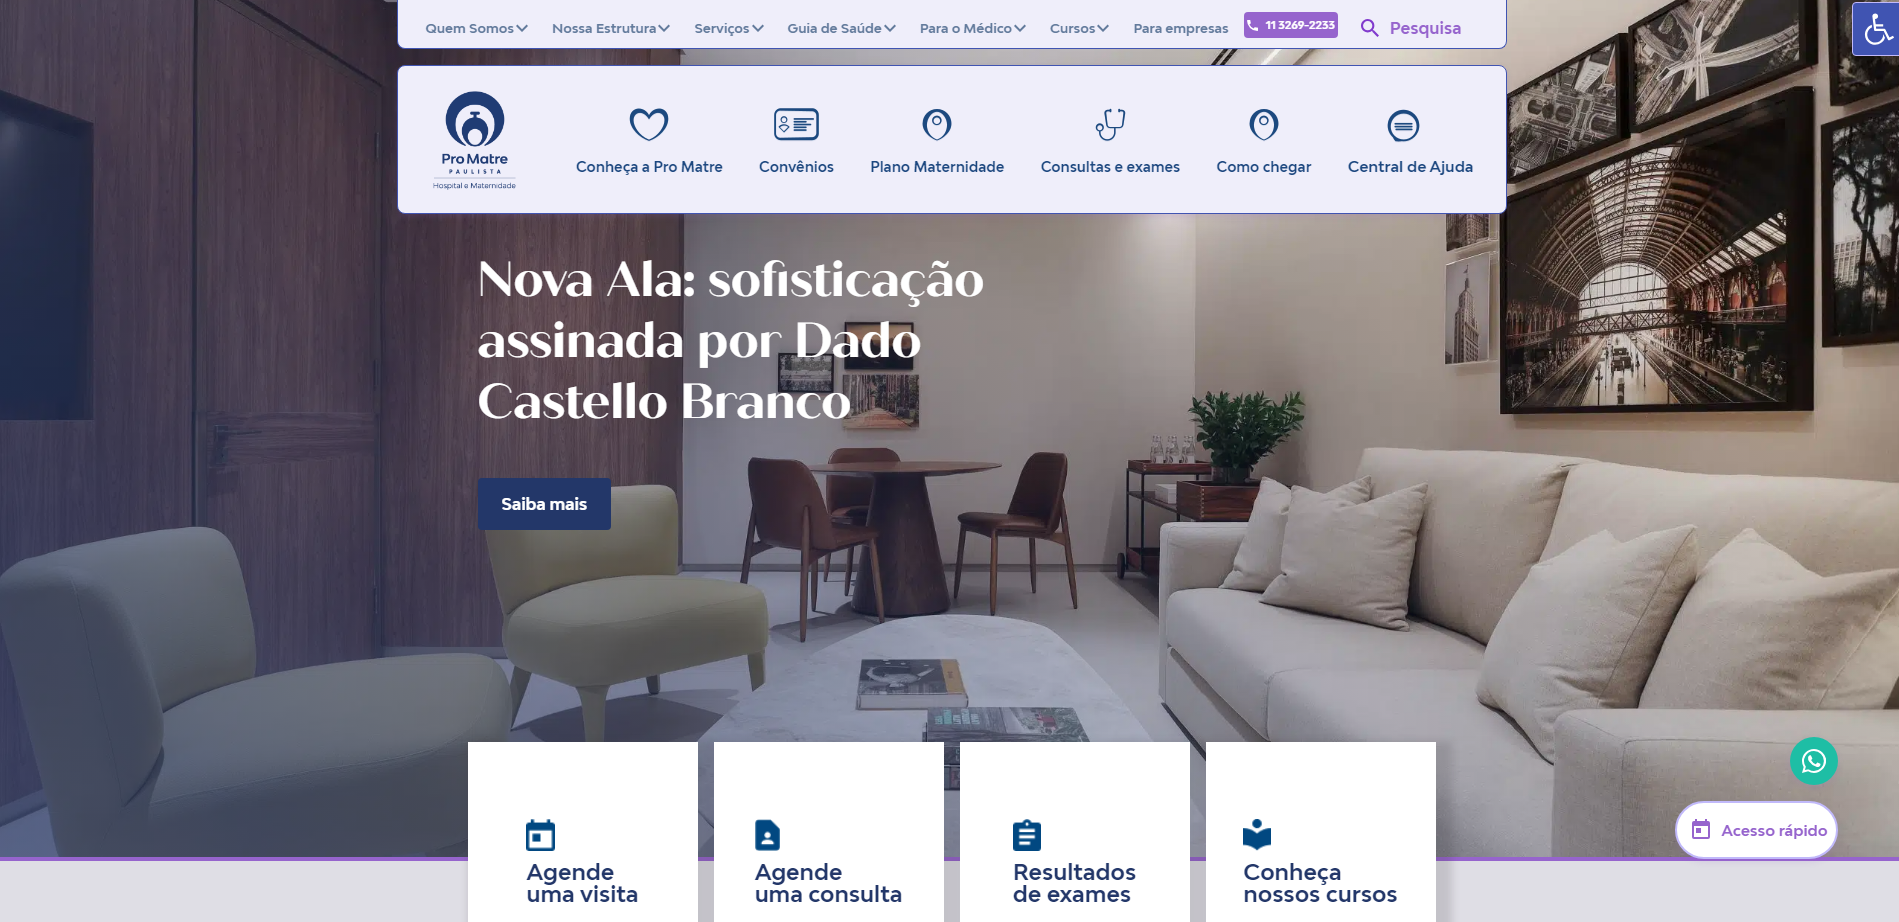 Quem Somos
Nossa Estrutura
Serviços
Guia de Saúde
Para o Médico
Cursos
Para empresas
11 3269-2233
Pesquisa
Pro Matre
PAULISTA
Hospital e Maternidade
Conheça a Pro Matre
Convênios
Plano Maternidade
Consultas e exames
Como chegar
Central de Ajuda
Nova Ala: sofisticação
assinada por Dado
Castello Branco
Saiba mais
Acesso rápido
Agende
uma visita
Agende
uma consulta
Resultados
de exames
Conheça
nossos cursos